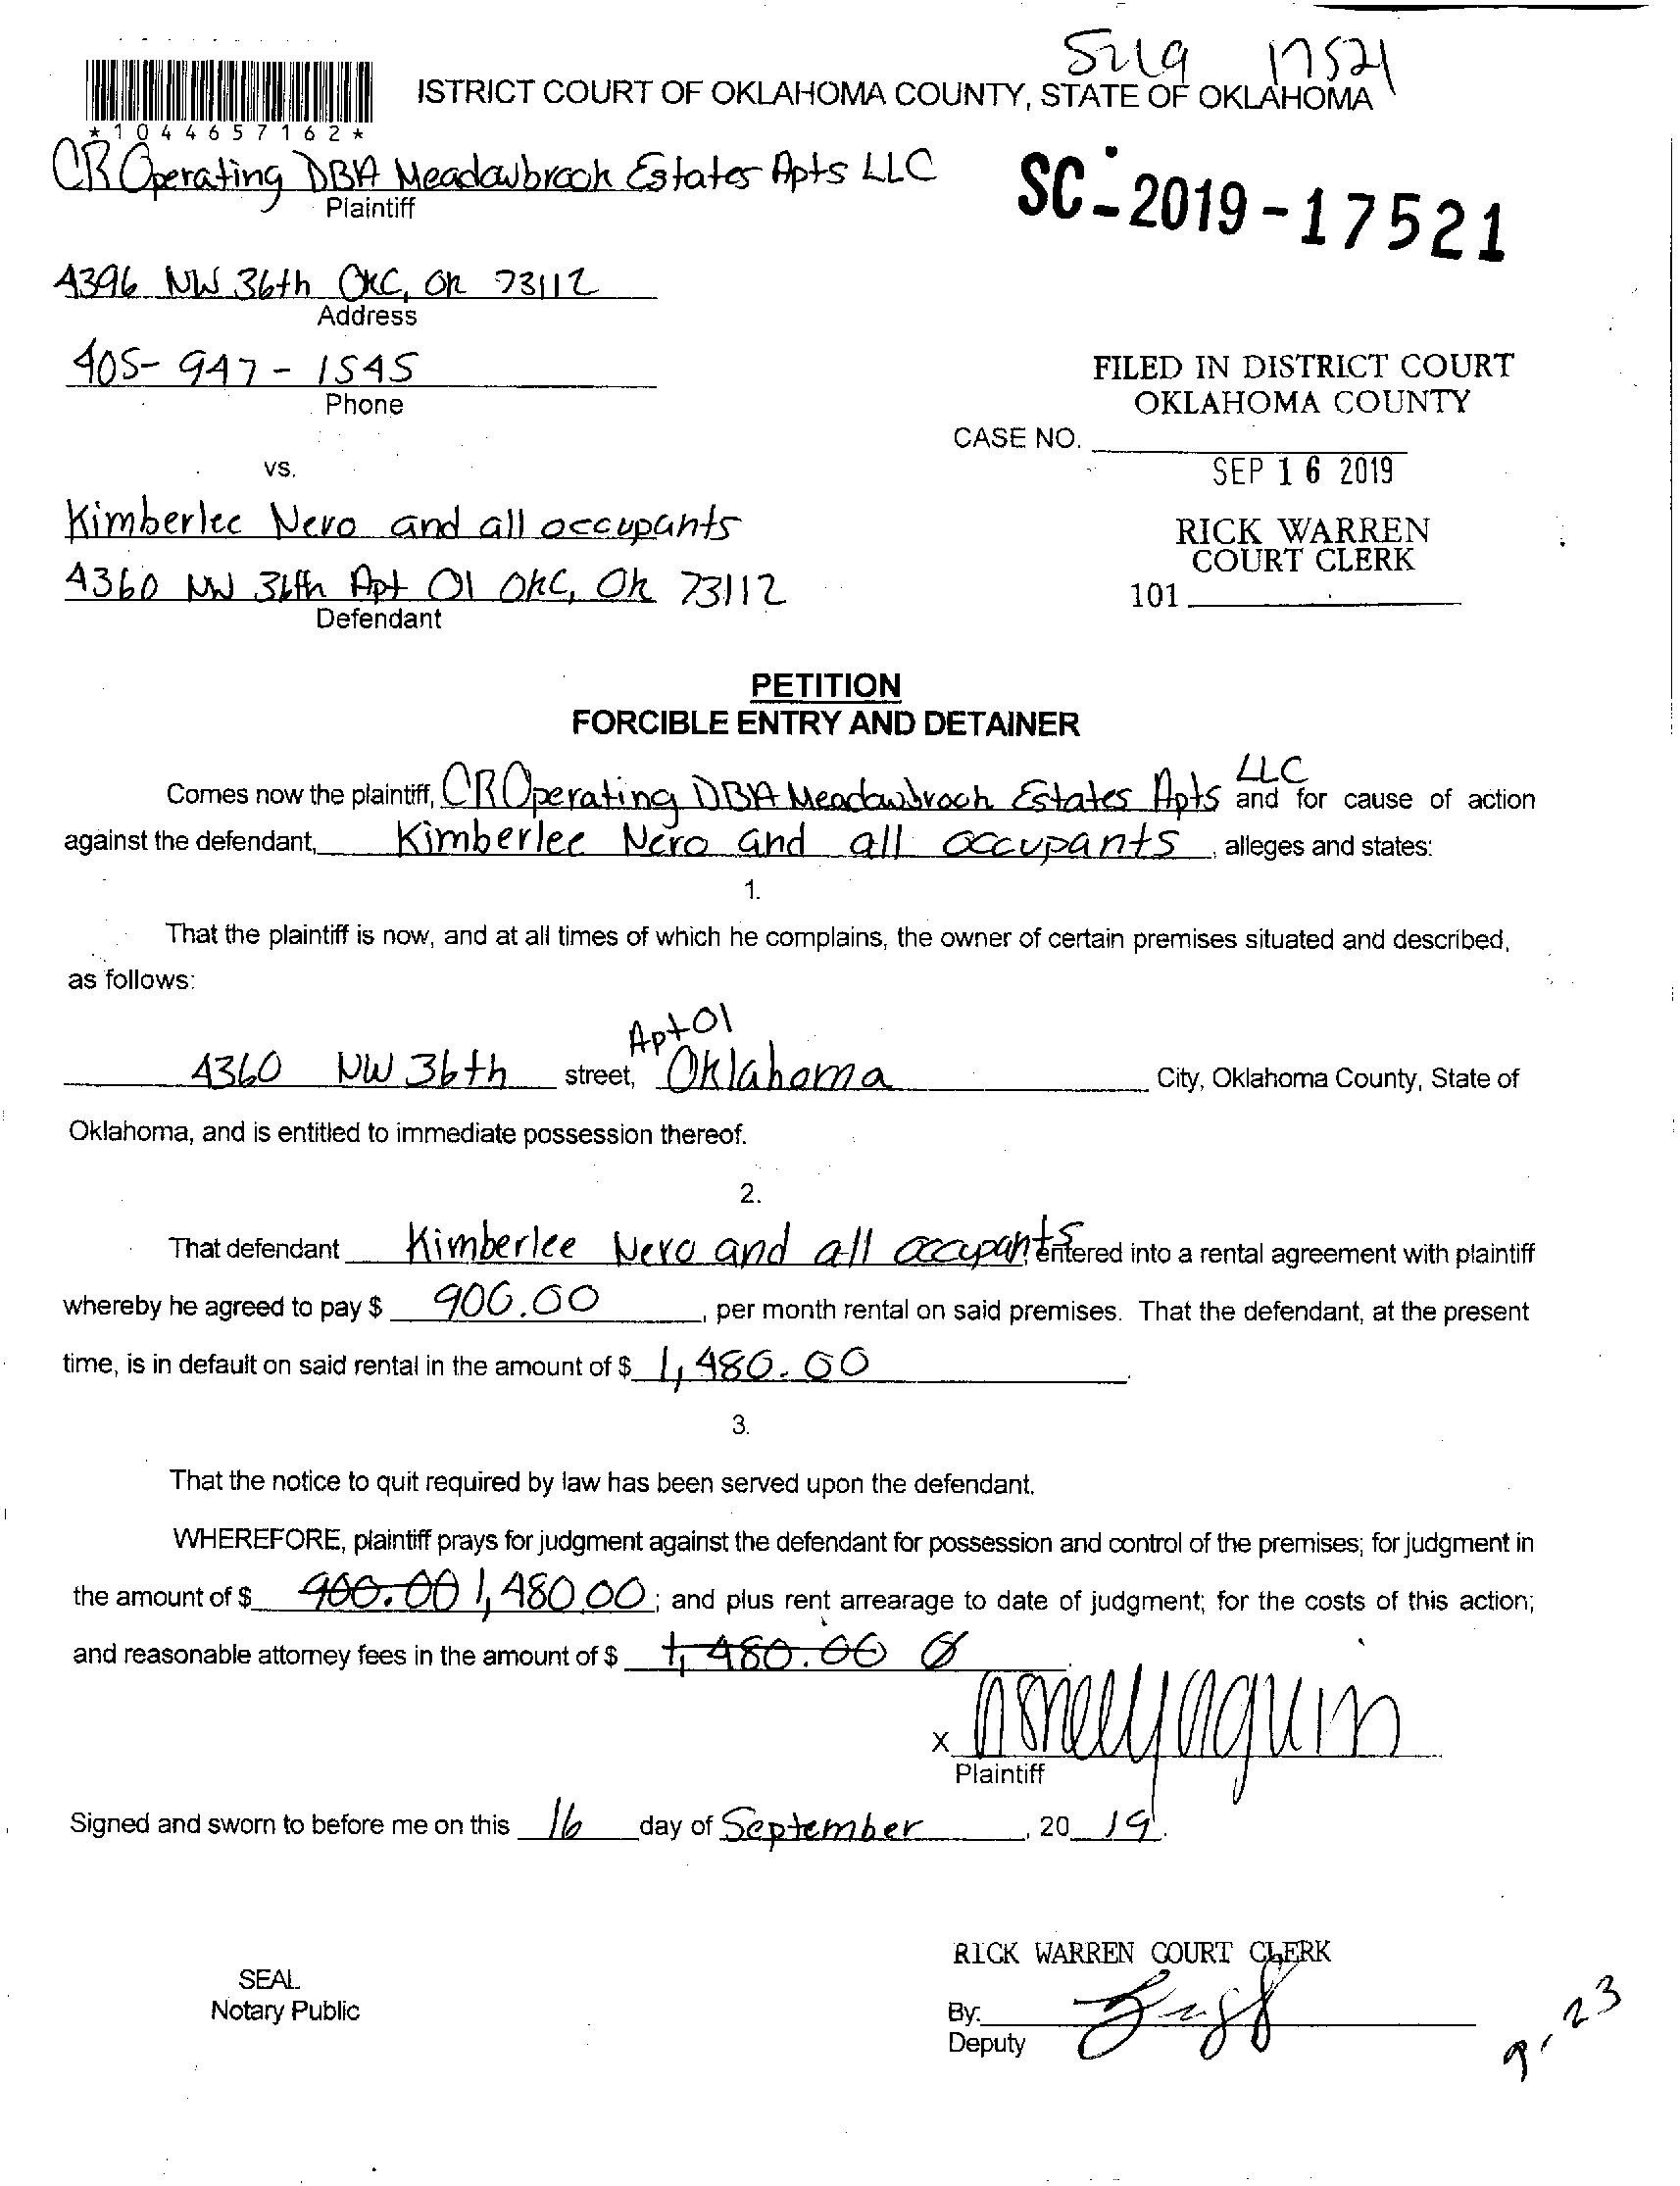 S219 17521
ISTRICT COURT OF OKLAHOMA COUNTY, STATE OF OKLAHOMA
*1044657162*
CR Operating DBA Meadowbrook Estates Apts LLC
Plaintiff
SC-2019-17521
4396 NW 36th OKC, OK 73112
Address
405-947-1545
Phone
FILED IN DISTRICT COURT
OKLAHOMA COUNTY
CASE NO.
SEP 16 2019
vs.
Kimberlee Nero and all occupants
RICK WARREN
COURT CLERK
4360 NW 36th Apt 01 OKC, OK 73112
101
Defendant
PETITION
FORCIBLE ENTRY AND DETAINER
Comes now the plaintiff, CR Operating DBA Meadowbrook Estates Apts LLC and for cause of action
against the defendant, Kimberlee Nero and all occupants, alleges and states:
1.
That the plaintiff is now, and at all times of which he complains, the owner of certain premises situated and described,
as follows:
Apt 01
4360 NW 36th street, Oklahoma City, Oklahoma County, State of
Oklahoma, and is entitled to immediate possession thereof.
2.
That defendant Kimberlee Nero and all occupants, entered into a rental agreement with plaintiff
whereby he agreed to pay $ 900.00, per month rental on said premises. That the defendant, at the present
time, is in default on said rental in the amount of $ 1,480.00.
3.
That the notice to quit required by law has been served upon the defendant.
WHEREFORE, plaintiff prays for judgment against the defendant for possession and control of the premises; for judgment in
the amount of $ 900.00 1,480.00; and plus rent arrearage to date of judgment; for the costs of this action;
and reasonable attorney fees in the amount of $ 1,480.00 0
X
Plaintiff
Signed and sworn to before me on this 16 day of September, 2019.
RICK WARREN COURT CLERK
SEAL
Notary Public
By:
Deputy
9-23